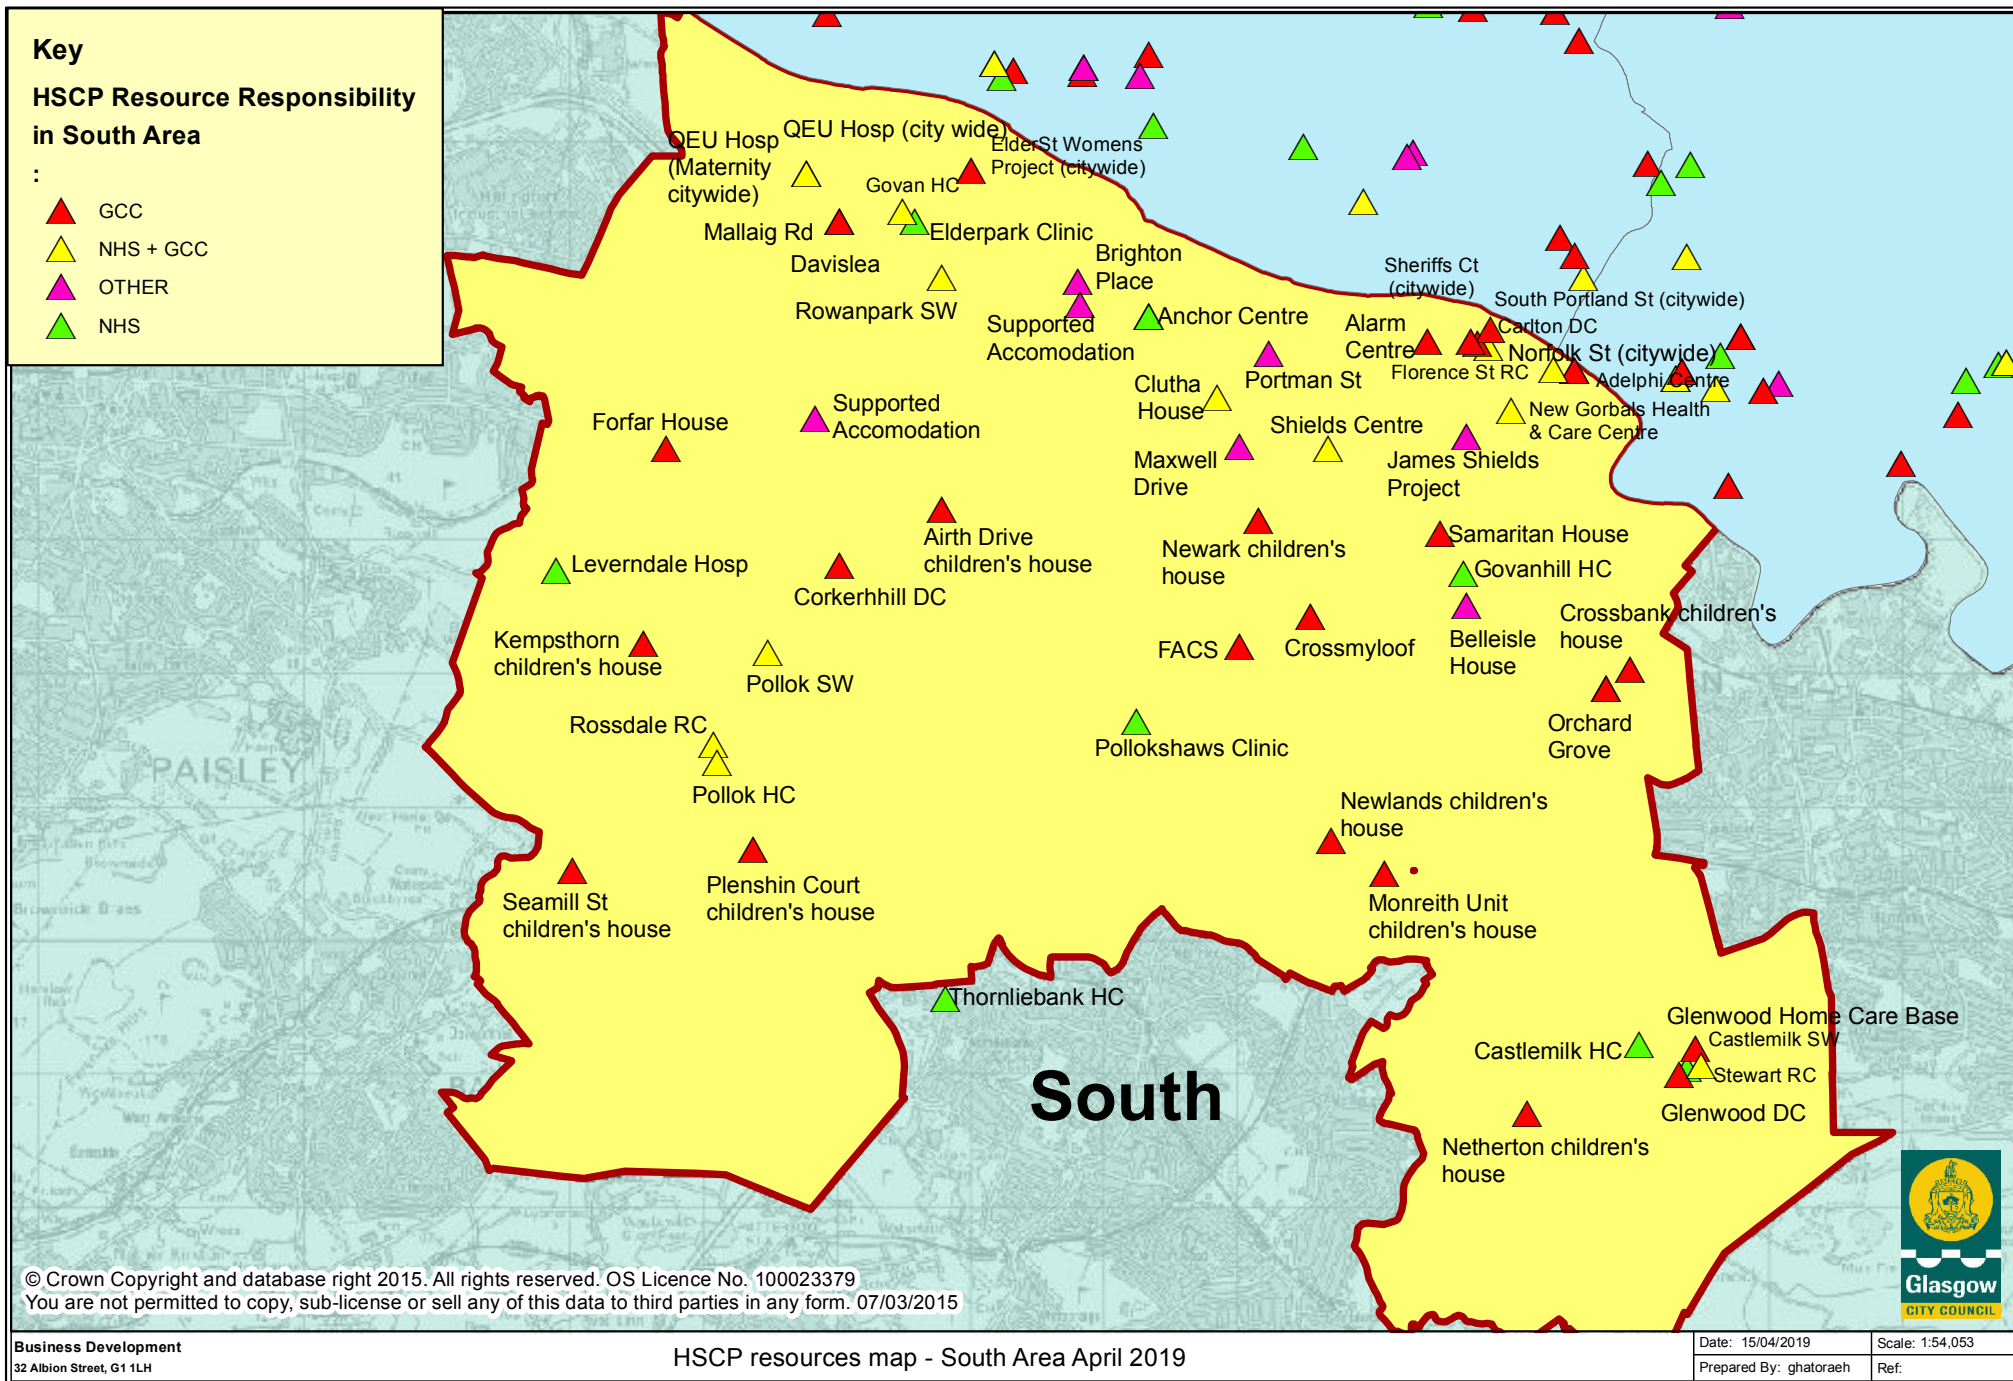 Key
HSCP Resource Responsibility
in South Area
:
GCC
NHS + GCC
OTHER
NHS
QEU Hosp
(Maternity
citywide)
QEU Hosp (city wide)
ElderSt Womens
Project (citywide)
Govan HC
Mallaig Rd
Elderpark Clinic
Davislea
Rowanpark SW
Brighton
Place
Supported
Accomodation
Anchor Centre
Sheriffs Ct
(citywide)
South Portland St (citywide)
Alarm
Centre
Carlton DC
Norfolk St (citywide)
Florence St RC
Adelphi Centre
Portman St
Clutha
House
New Gorbals Health
& Care Centre
Shields Centre
Forfar House
Supported
Accomodation
Maxwell
Drive
James Shields
Project
Airth Drive
children's house
Newark children's
house
Samaritan House
Leverndale Hosp
Govanhill HC
Corkerhhill DC
Crossbank children's
house
Kempsthorn
children's house
FACS
Crossmyloof
Belleisle
House
Pollok SW
Rossdale RC
Orchard
Grove
Pollokshaws Clinic
PAISLEY
Pollok HC
Newlands children's
house
Plenshin Court
children's house
Seamill St
children's house
Monreith Unit
children's house
Thornliebank HC
Glenwood Home Care Base
Castlemilk SW
Castlemilk HC
Stewart RC
Glenwood DC
South
Netherton children's
house
Glasgow
CITY COUNCIL
© Crown Copyright and database right 2015. All rights reserved. OS Licence No. 100023379
You are not permitted to copy, sub-license or sell any of this data to third parties in any form. 07/03/2015
Business Development
32 Albion Street, G1 1LH
HSCP resources map - South Area April 2019
Date: 15/04/2019
Scale: 1:54,053
Prepared By: ghatoraeh
Ref: